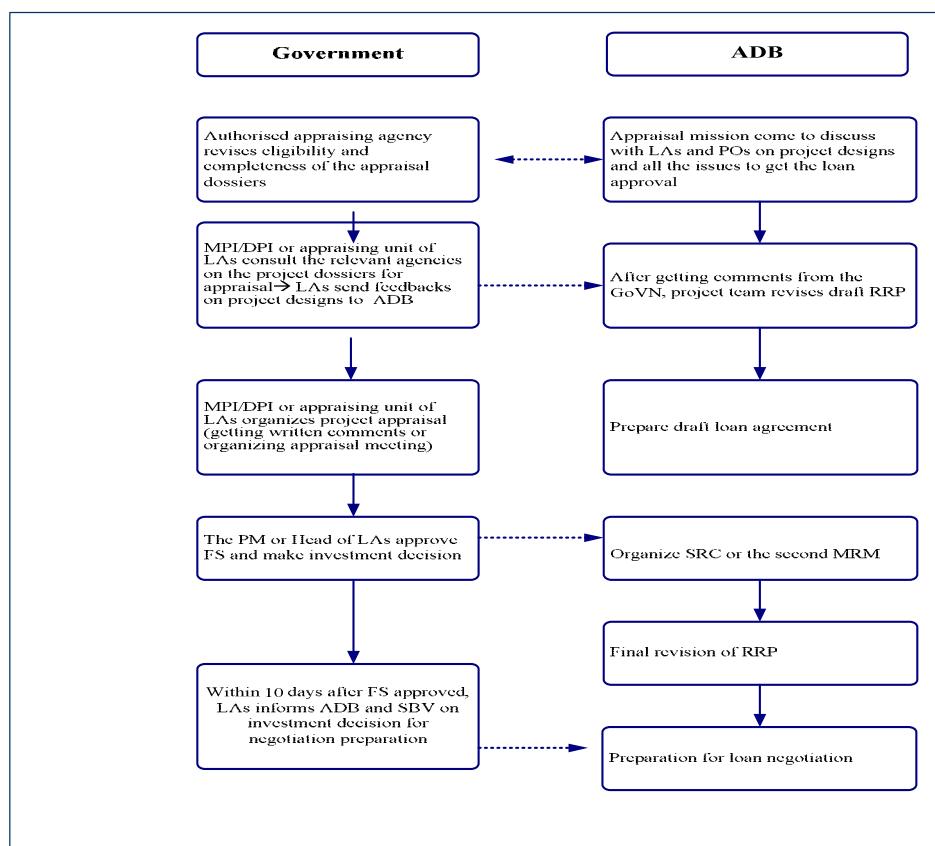 Government
ADB
Authorised appraising agency
revises eligibility and
completeness of the appraisal
dossiers
Appraisal mission come to discuss
with LAs and POs on project designs
and all the issues to get the loan
approval
MPI/DPI or appraising unit of
LAs consult the relevant agencies
on the project dossiers for
appraisal→ LAs send feedbacks
on project designs to ADB
After getting comments from the
GoVN, project team revises draft RRP
MPI/DPI or appraising unit of
LAs organizes project appraisal
(getting written comments or
organizing appraisal meeting)
Prepare draft loan agreement
The PM or Head of LAs approve
FS and make investment decision
Organize SRC or the second MRM
Final revision of RRP
Within 10 days after FS approved,
LAs informs ADB and SBV on
investment decision for
negotiation preparation
Preparation for loan negotiation